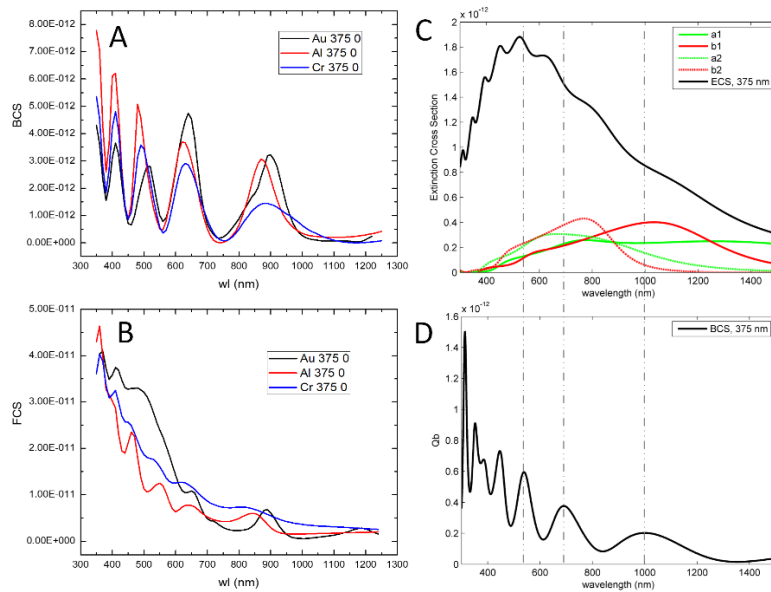 A
8.00E-012
7.00E-012
6.00E-012
5.00E-012
4.00E-012
3.00E-012
2.00E-012
1.00E-012
0.00E+000
BCS
Au 375 0
Al 375 0
Cr 375 0
300 400 500 600 700 800 900 1000 1100 1200 1300
wl (nm)
B
5.00E-011
4.00E-011
3.00E-011
2.00E-011
1.00E-011
0.00E+000
FCS
Au 375 0
Al 375 0
Cr 375 0
300 400 500 600 700 800 900 1000 1100 1200 1300
wl (nm)
C
x 10-12
2
1.8
1.6
1.4
1.2
1
0.8
0.6
0.4
0.2
0
Extinction Cross Section
a1
b1
a2
b2
ECS, 375 nm
400 600 800 1000 1200 1400
wavelength (nm)
D
x 10-12
1.6
1.4
1.2
1
0.8
0.6
0.4
0.2
0
Qb
BCS, 375 nm
400 600 800 1000 1200 1400
wavelength (nm)